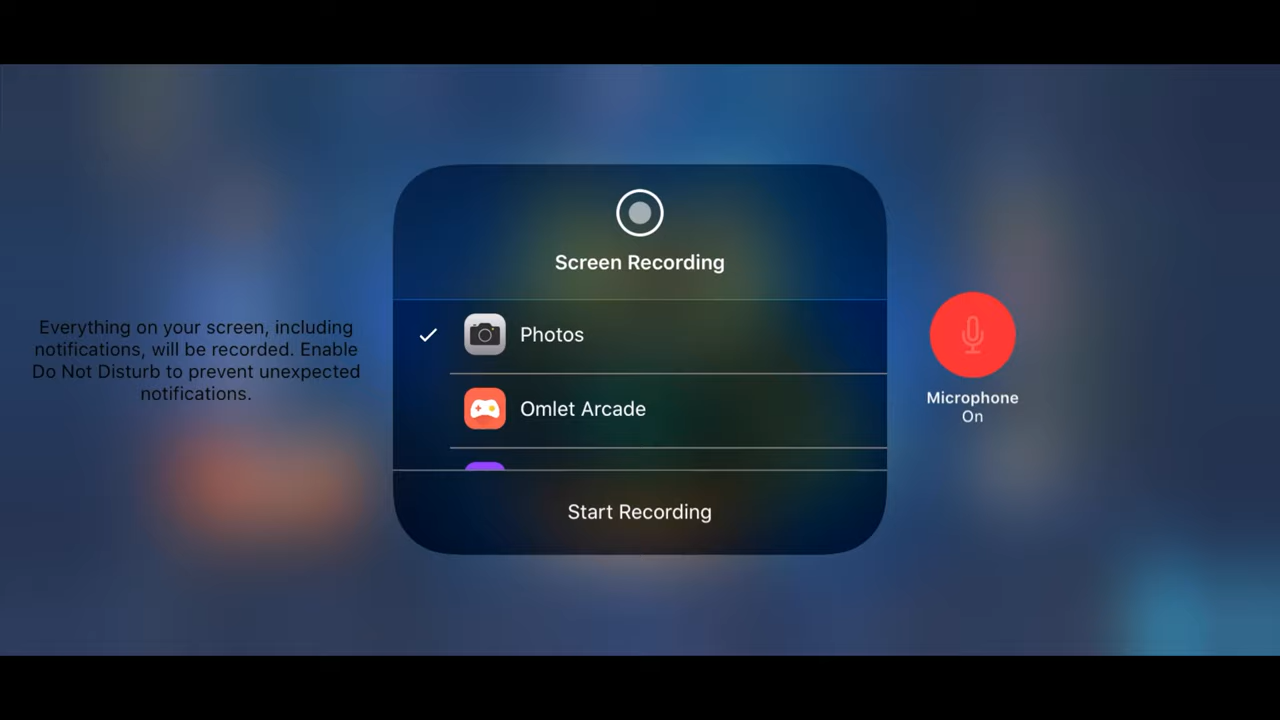 Screen Recording
Everything on your screen, including
notifications, will be recorded. Enable
Do Not Disturb to prevent unexpected
notifications.
Photos
Omlet Arcade
Start Recording
Microphone
On